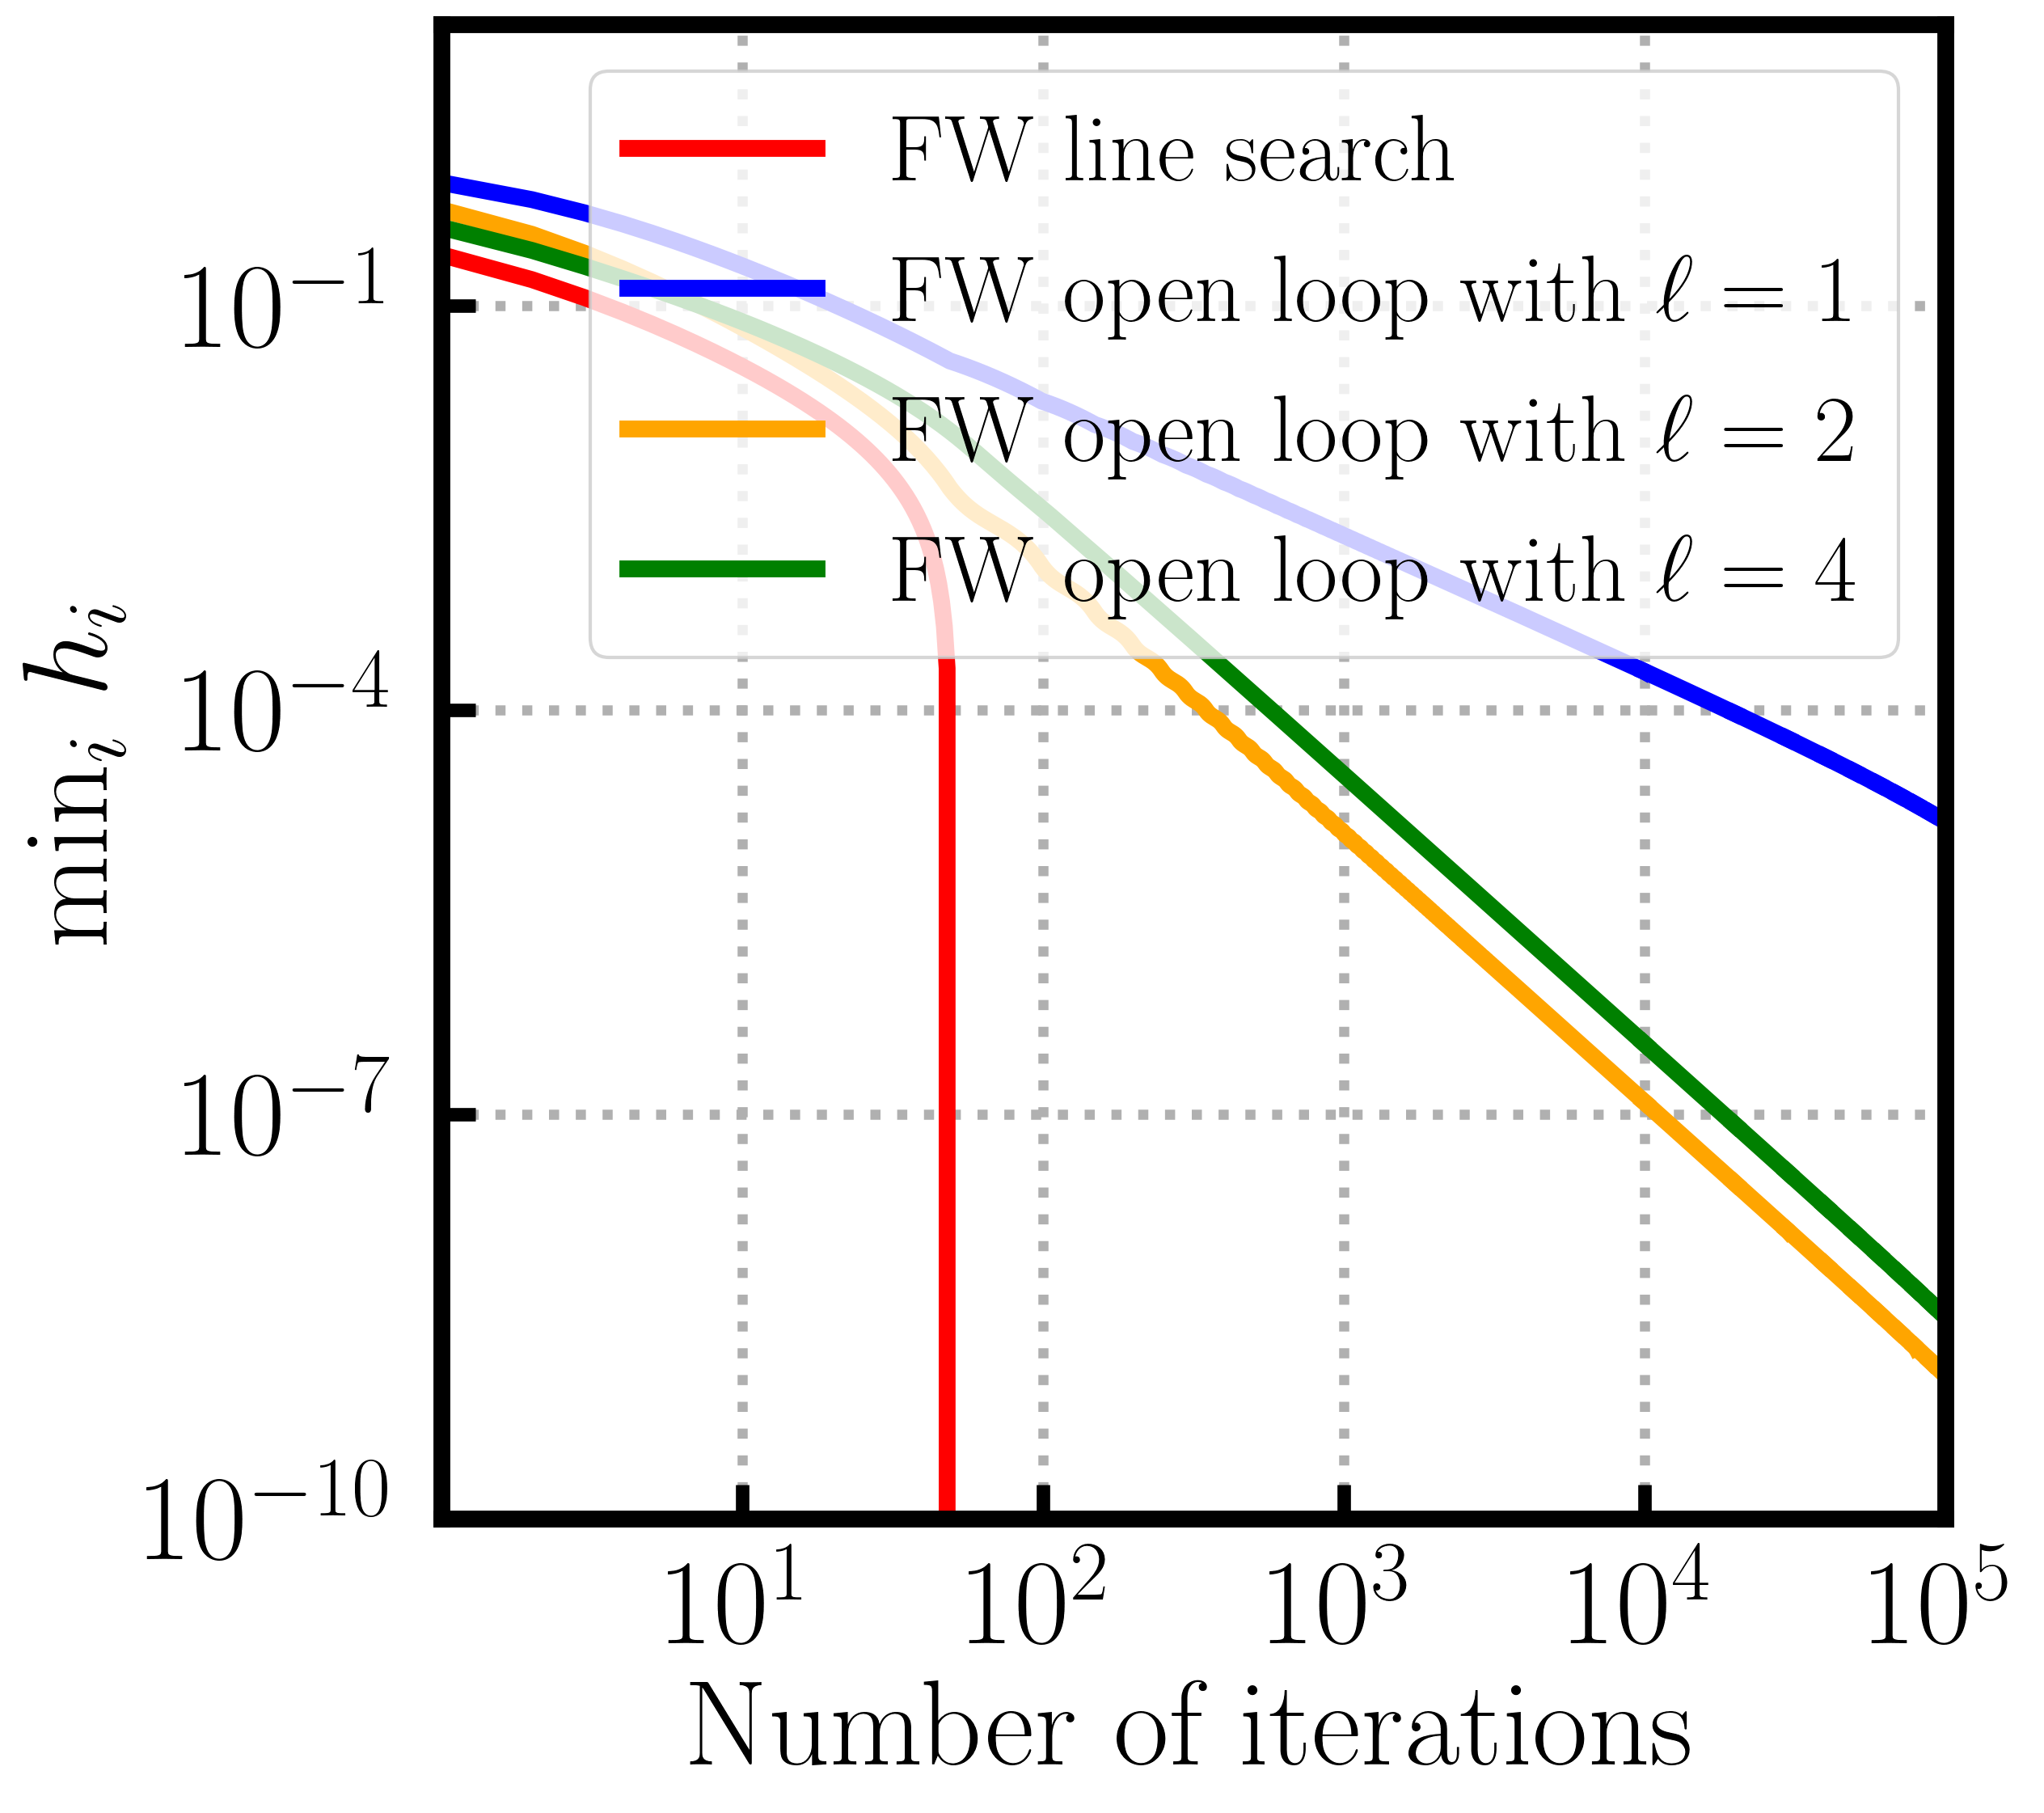 FW line search
FW open loop with ℓ = 1
FW open loop with ℓ = 2
FW open loop with ℓ = 4
min_i h_i
10^{-1}
10^{-4}
10^{-7}
10^{-10}
10^1 10^2 10^3 10^4 10^5
Number of iterations